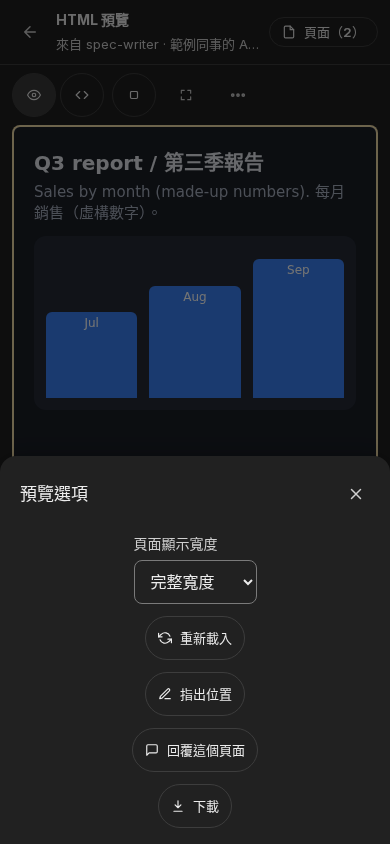 HTML 預覽
來自 spec-writer · 範例同事的 A...
頁面（2）
Q3 report / 第三季報告
Sales by month (made-up numbers). 每月
銷售（虛構數字）。
Jul
Aug
Sep
預覽選項
頁面顯示寬度
完整寬度
重新載入
指出位置
回覆這個頁面
下載